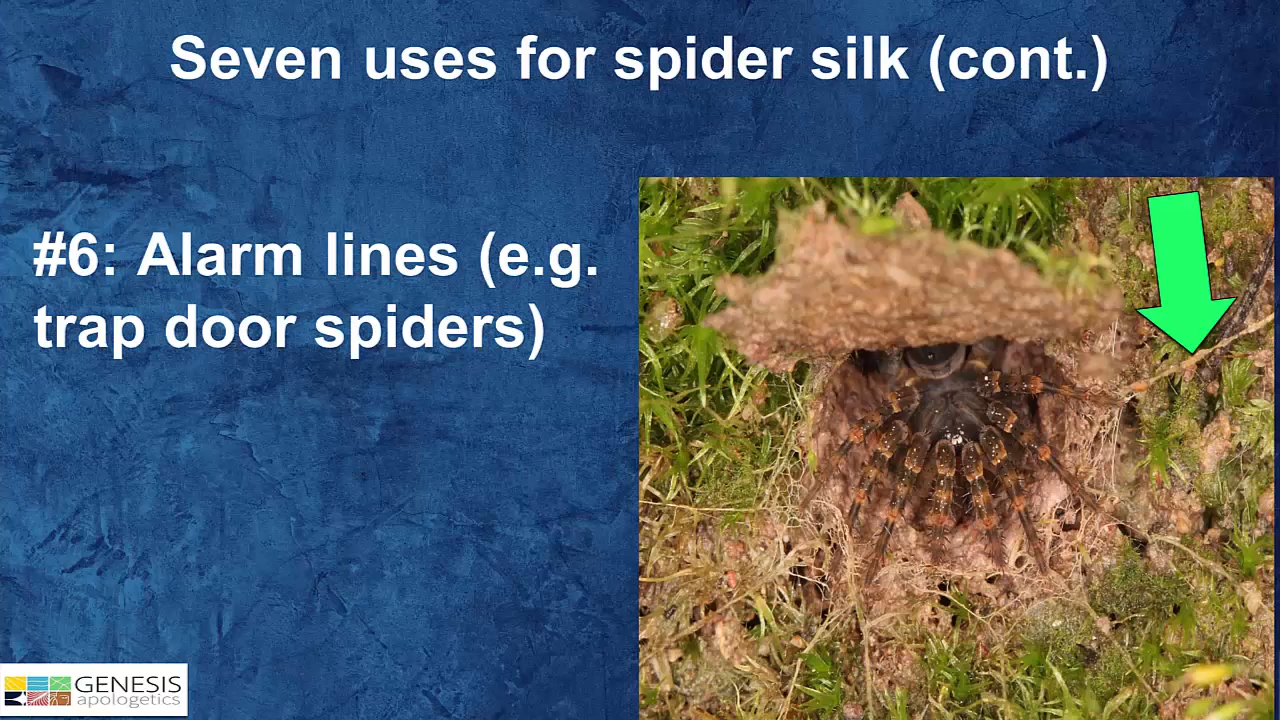 Seven uses for spider silk (cont.)
#6: Alarm lines (e.g.
trap door spiders)
GENESIS
apologetics